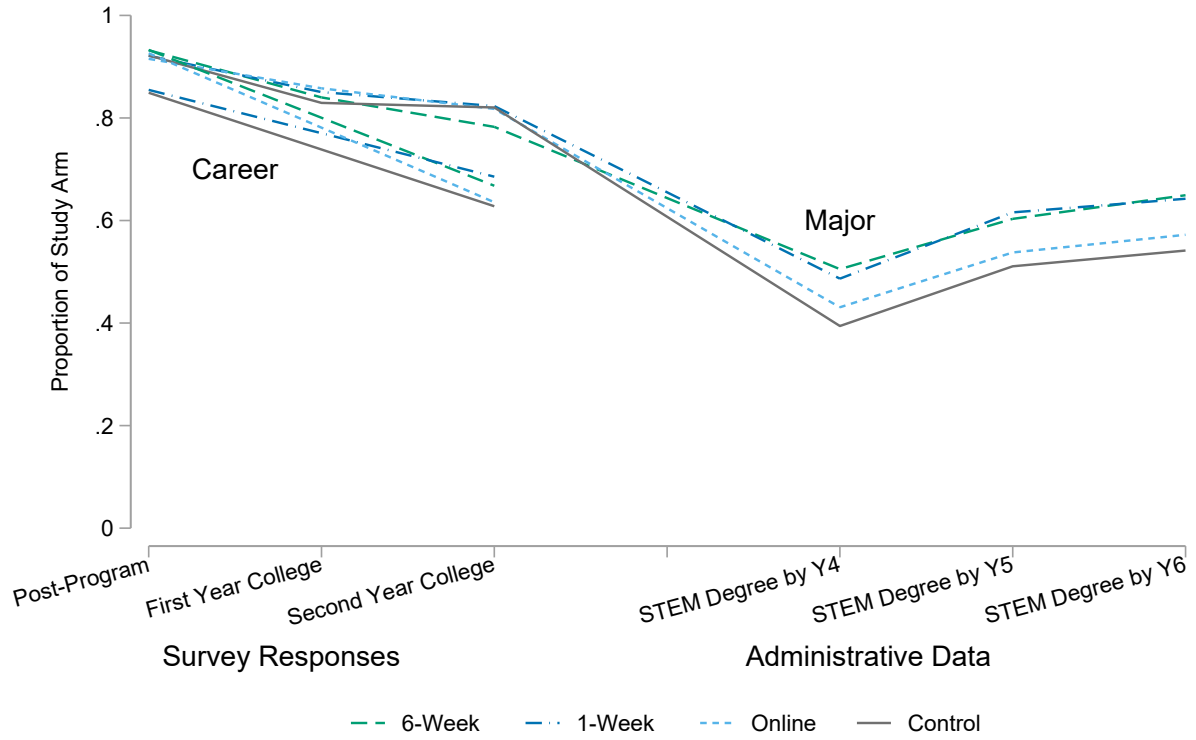 1
.8
.6
.4
.2
0
Proportion of Study Arm
Career
Major
Post-Program
First Year College
Second Year College
STEM Degree by Y4
STEM Degree by Y5
STEM Degree by Y6
Survey Responses
Administrative Data
6-Week
1-Week
Online
Control